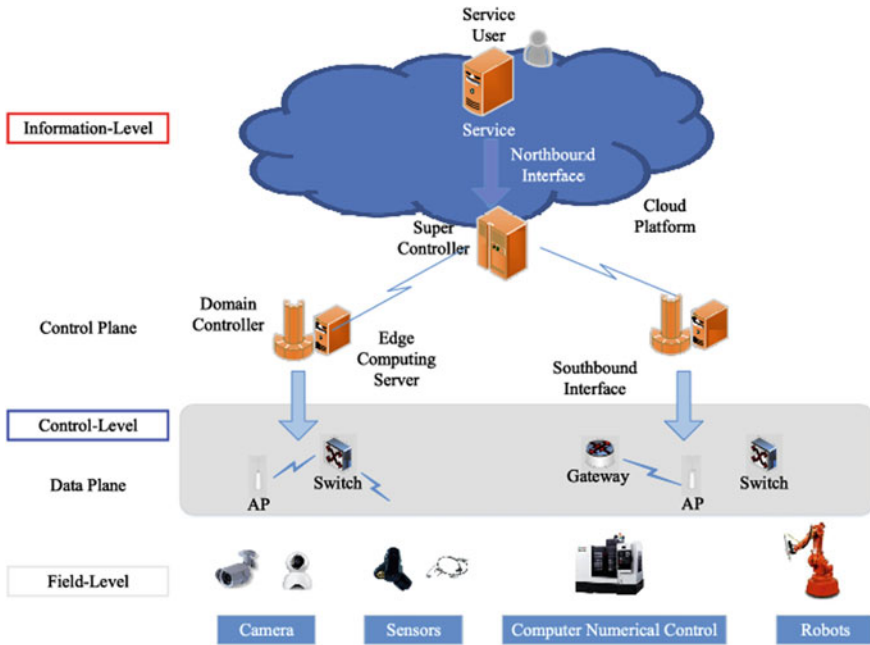 Service
User
Information-Level
Service
Northbound
Interface
Cloud
Platform
Super
Controller
Domain
Controller
Control Plane
Edge
Computing
Server
Southbound
Interface
Control-Level
Data Plane
AP
Switch
Gateway
AP
Switch
Field-Level
Camera
Sensors
Computer Numerical Control
Robots